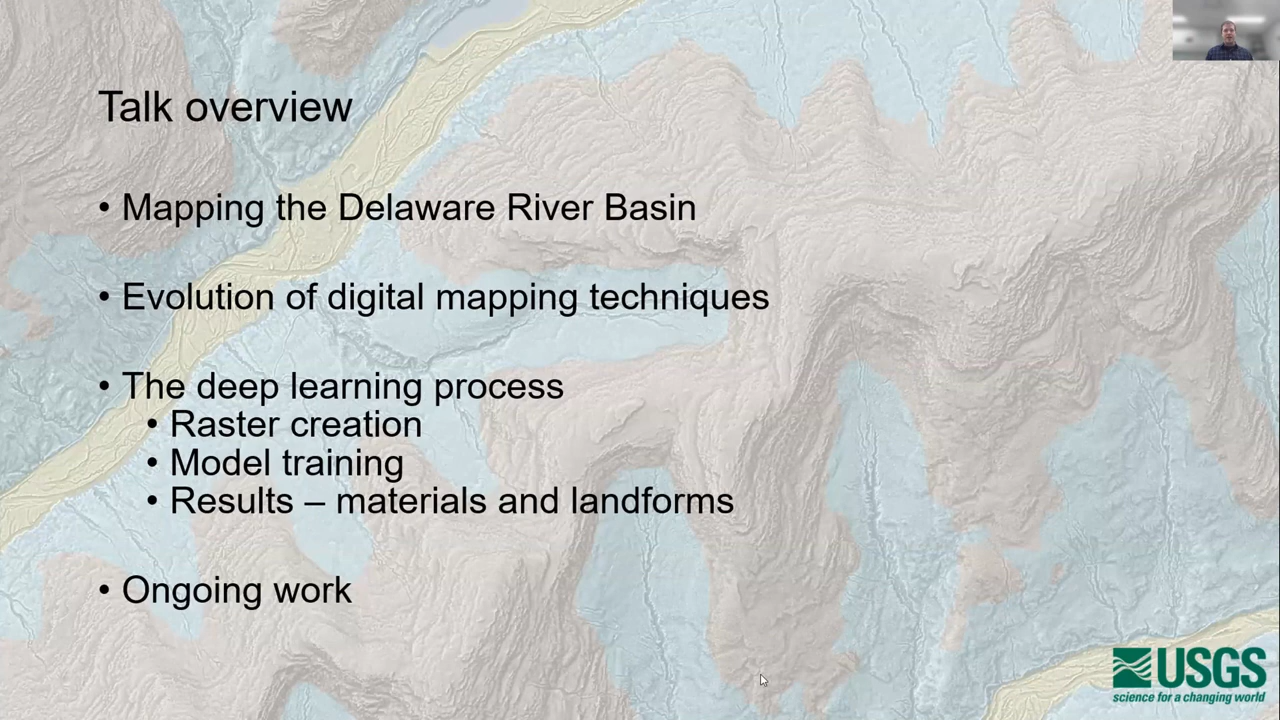 Talk overview
• Mapping the Delaware River Basin
• Evolution of digital mapping techniques
• The deep learning process
• Raster creation
• Model training
• Results – materials and landforms
• Ongoing work
USGS
science for a changing world